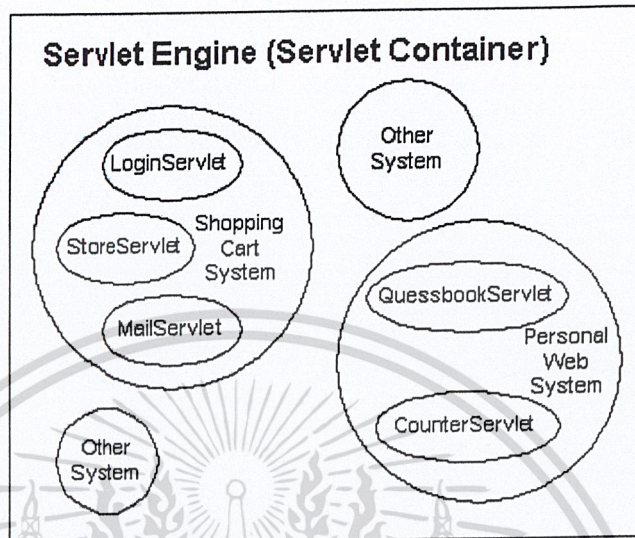 Servlet Engine (Servlet Container)
LoginServlet
StoreServlet
Shopping
Cart
System
MailServlet
Other
System
QuessbookServlet
Personal
Web
System
CounterServlet
Other
System